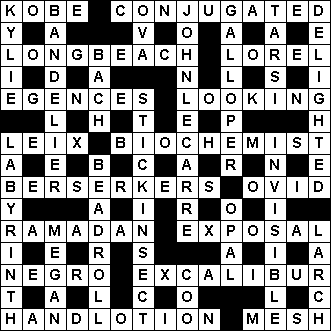 KOBE CONJUGATED
Y A V O A A E
LONGBEACH LOREL
I D A N L S I
EGENCES LOOKING
L H T E P H
LEIX BIOCHEMIST
A E B C A R N E
BERSERKERS OVID
Y A I R O I
RAMADAN EXPOSAL
I E R S A I A
NEGRO EXCALIBUR
T A L C O L C
HANDLOTION MESH